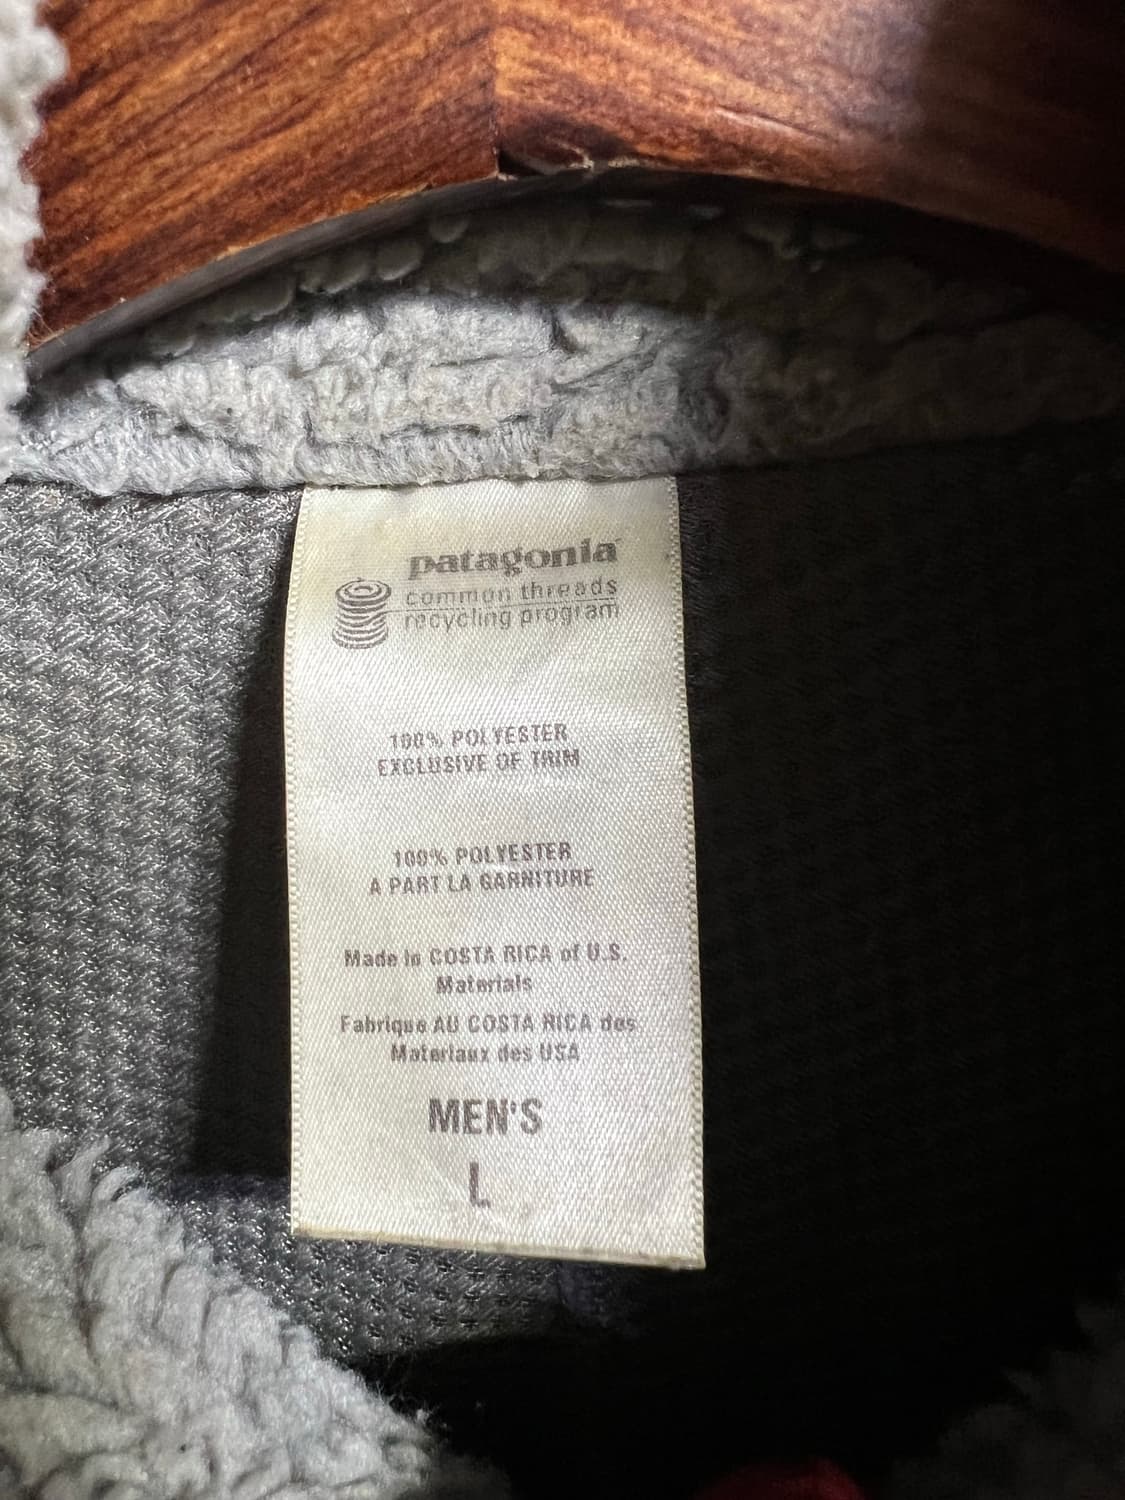 patagonia
common threads
recycling program
100% POLYESTER
EXCLUSIVE OF TRIM
100% POLYESTER
A PART LA GARNITURE
Made in COSTA RICA of U.S.
Materials
Fabrique AU COSTA RICA des
Materiaux des USA
MEN'S
L